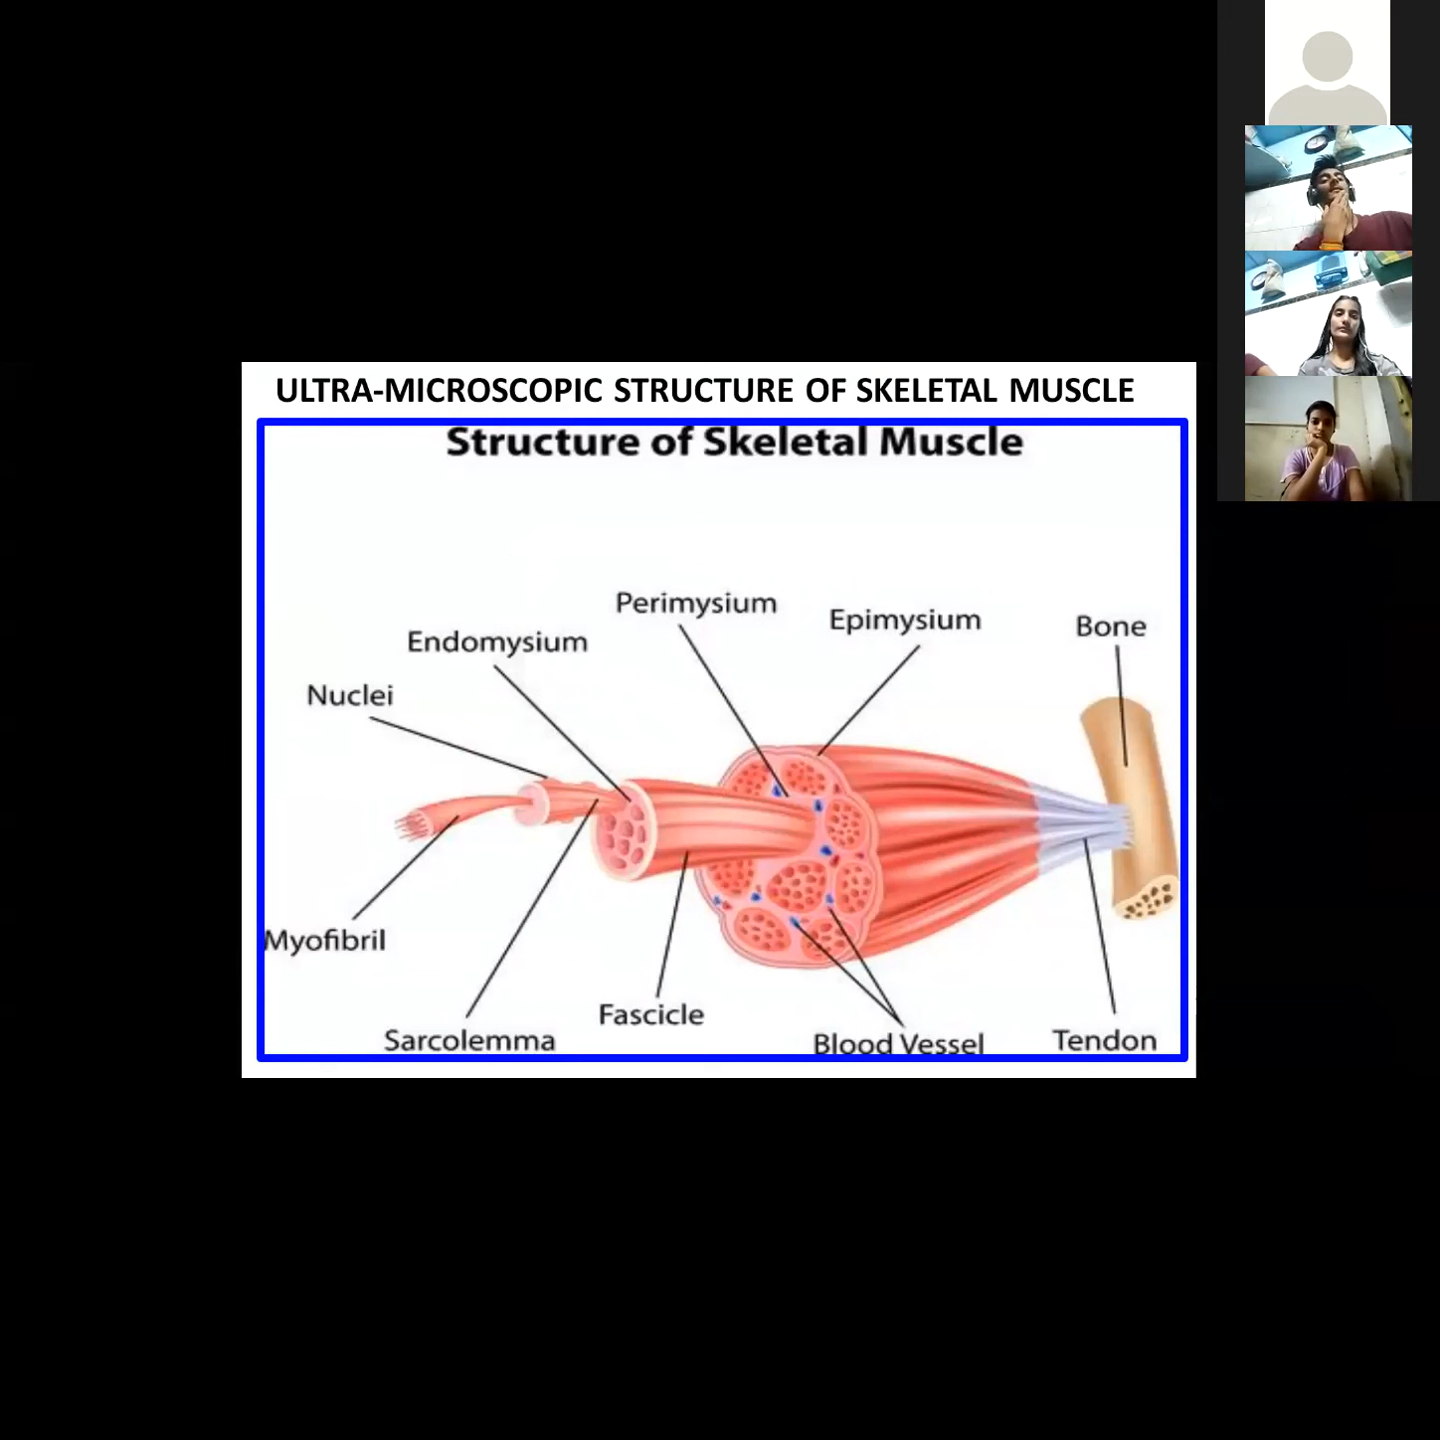 ULTRA-MICROSCOPIC STRUCTURE OF SKELETAL MUSCLE
Structure of Skeletal Muscle
Perimysium
Epimysium
Bone
Endomysium
Nuclei
Myofibril
Fascicle
Sarcolemma
Blood Vessel
Tendon